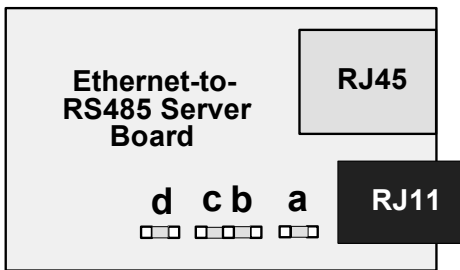 Ethernet-to-
RS485 Server
Board
RJ45
RJ11
d c b a